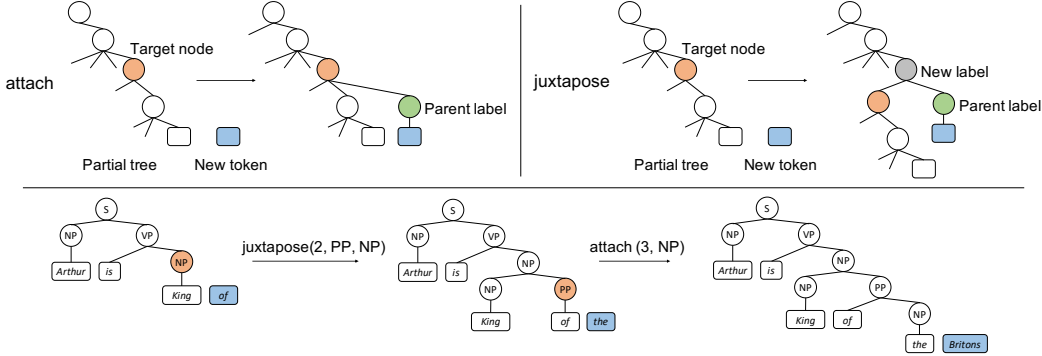 Target node
attach
Parent label
Partial tree
New token
Target node
juxtapose
New label
Parent label
Partial tree
New token
S
NP
VP
Arthur
is
NP
King
of
juxtapose(2, PP, NP)
S
NP
VP
Arthur
is
NP
NP
PP
King
of
the
attach (3, NP)
S
NP
VP
Arthur
is
NP
NP
PP
King
of
NP
the
Britons